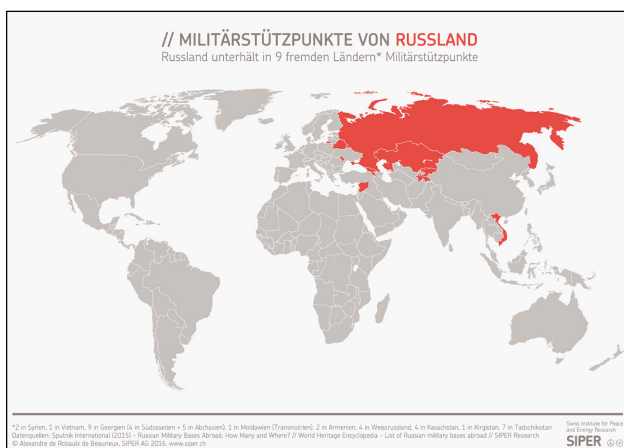 // MILITÄRSTÜTZPUNKTE VON RUSSLAND
Russland unterhält in 9 fremden Ländern* Militärstützpunkte
*2 in Syrien, 1 in Vietnam, 9 in Georgien (4 in Südossetien + 5 in Abchasien), 1 in Moldawien (Transnistrien), 2 in Armenien, 4 in Weissrussland, 4 in Kasachstan, 1 in Kirgistan, 7 in Tadschikistan
Datenquellen: Sputnik International (2015) - Russian Military Bases Abroad: How Many and Where? // World Heritage Encyclopedia - List of Russian military bases abroad // SIPER Research
© Alexandre de Robaulx de Beaurieux, SIPER AG 2016, www.siper.ch
Swiss Institute for Peace
and Energy Research
SIPER